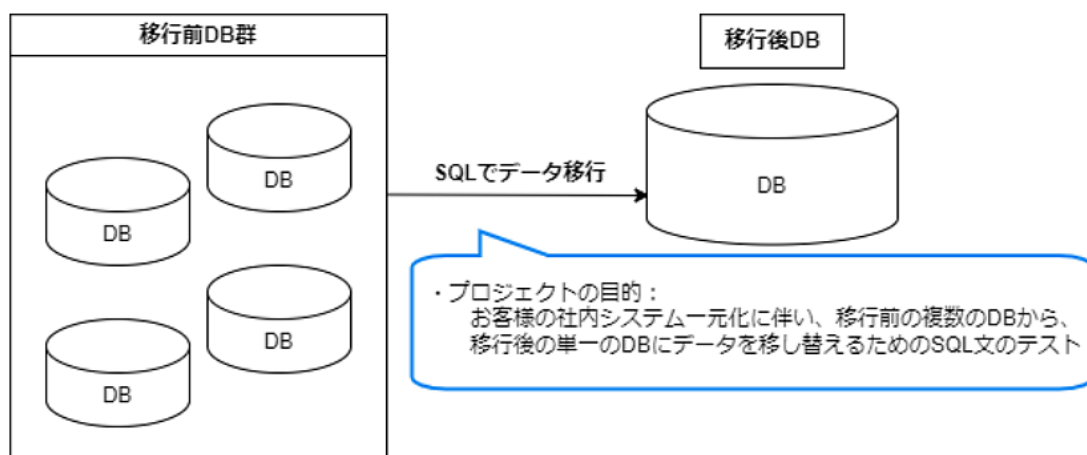 移行前DB群
移行後DB
DB
DB
DB
DB
SQLでデータ移行
DB
・プロジェクトの目的：
お客様の社内システム一元化に伴い、移行前の複数のDBから、
移行後の単一のDBにデータを移し替えるためのSQL文のテスト